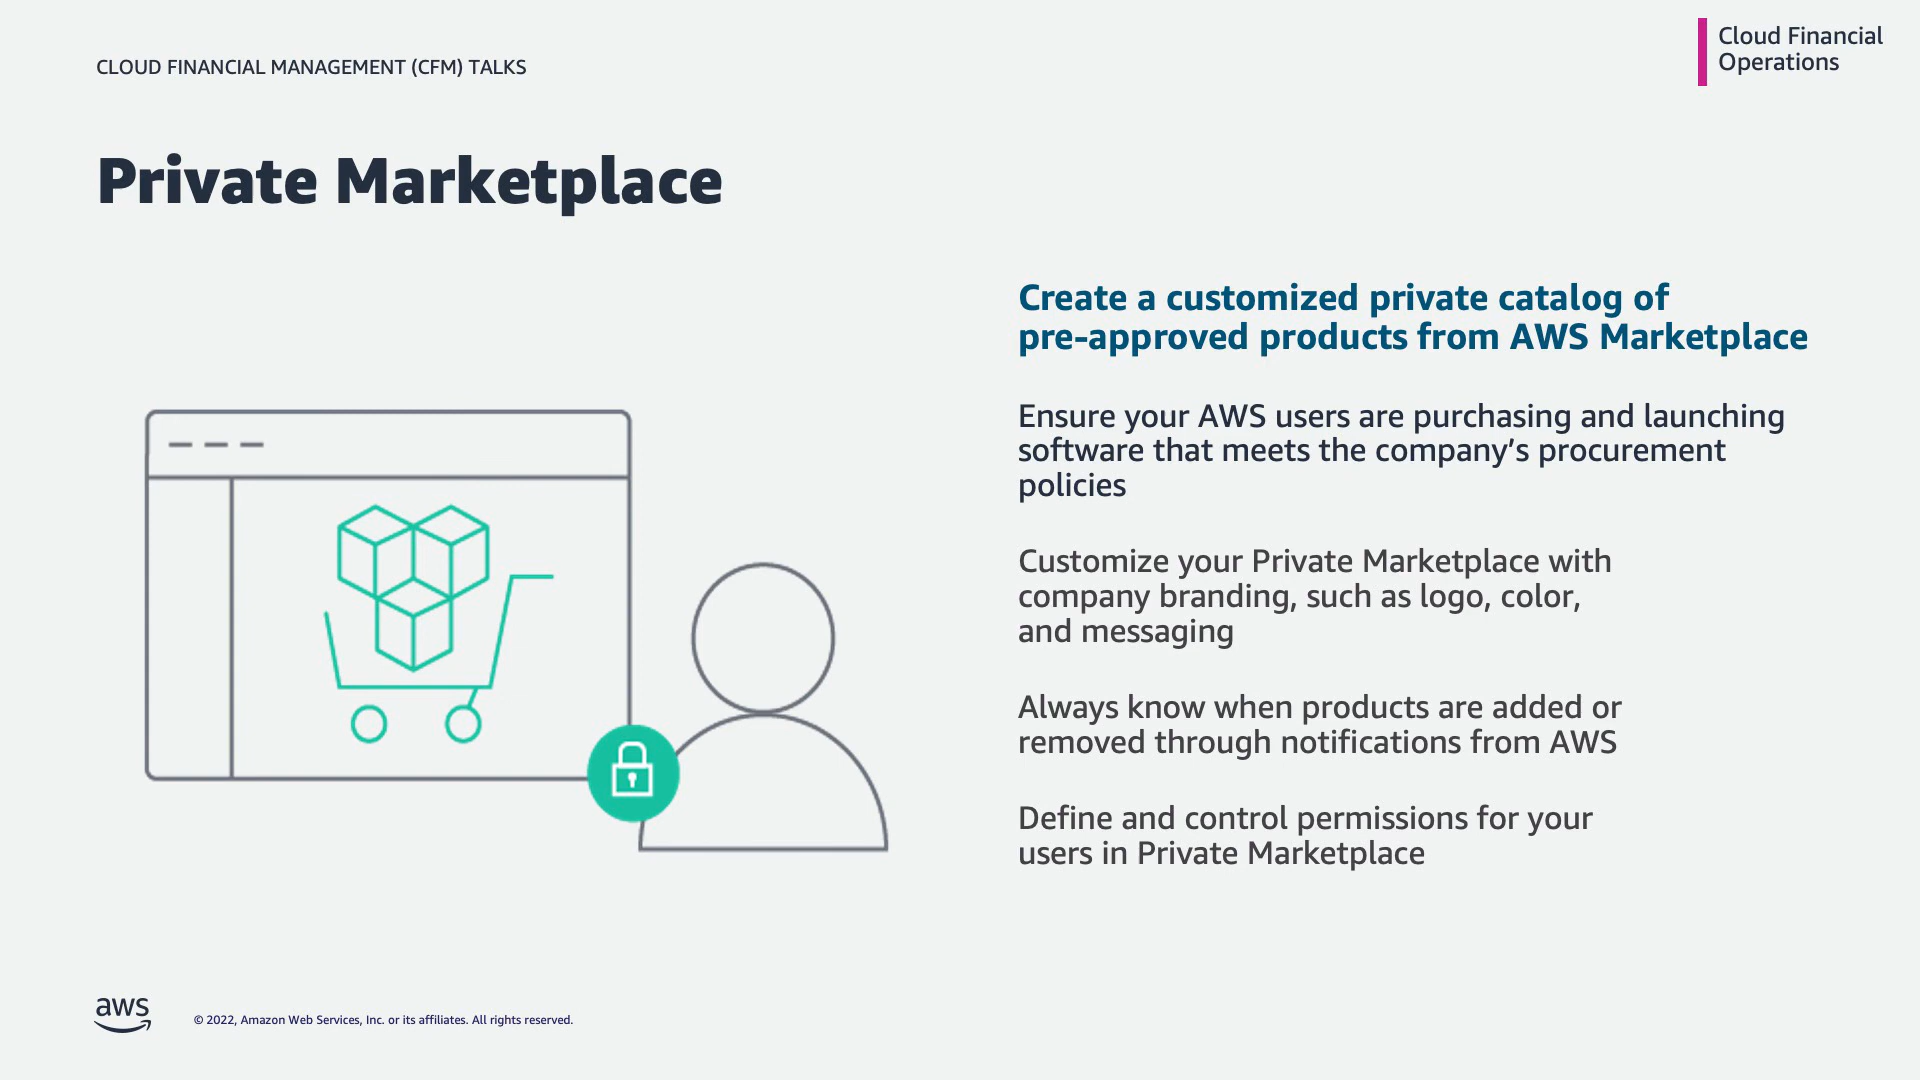 CLOUD FINANCIAL MANAGEMENT (CFM) TALKS
Cloud Financial
Operations
Private Marketplace
Create a customized private catalog of
pre-approved products from AWS Marketplace
Ensure your AWS users are purchasing and launching
software that meets the company’s procurement
policies
Customize your Private Marketplace with
company branding, such as logo, color,
and messaging
Always know when products are added or
removed through notifications from AWS
Define and control permissions for your
users in Private Marketplace
aws
© 2022, Amazon Web Services, Inc. or its affiliates. All rights reserved.